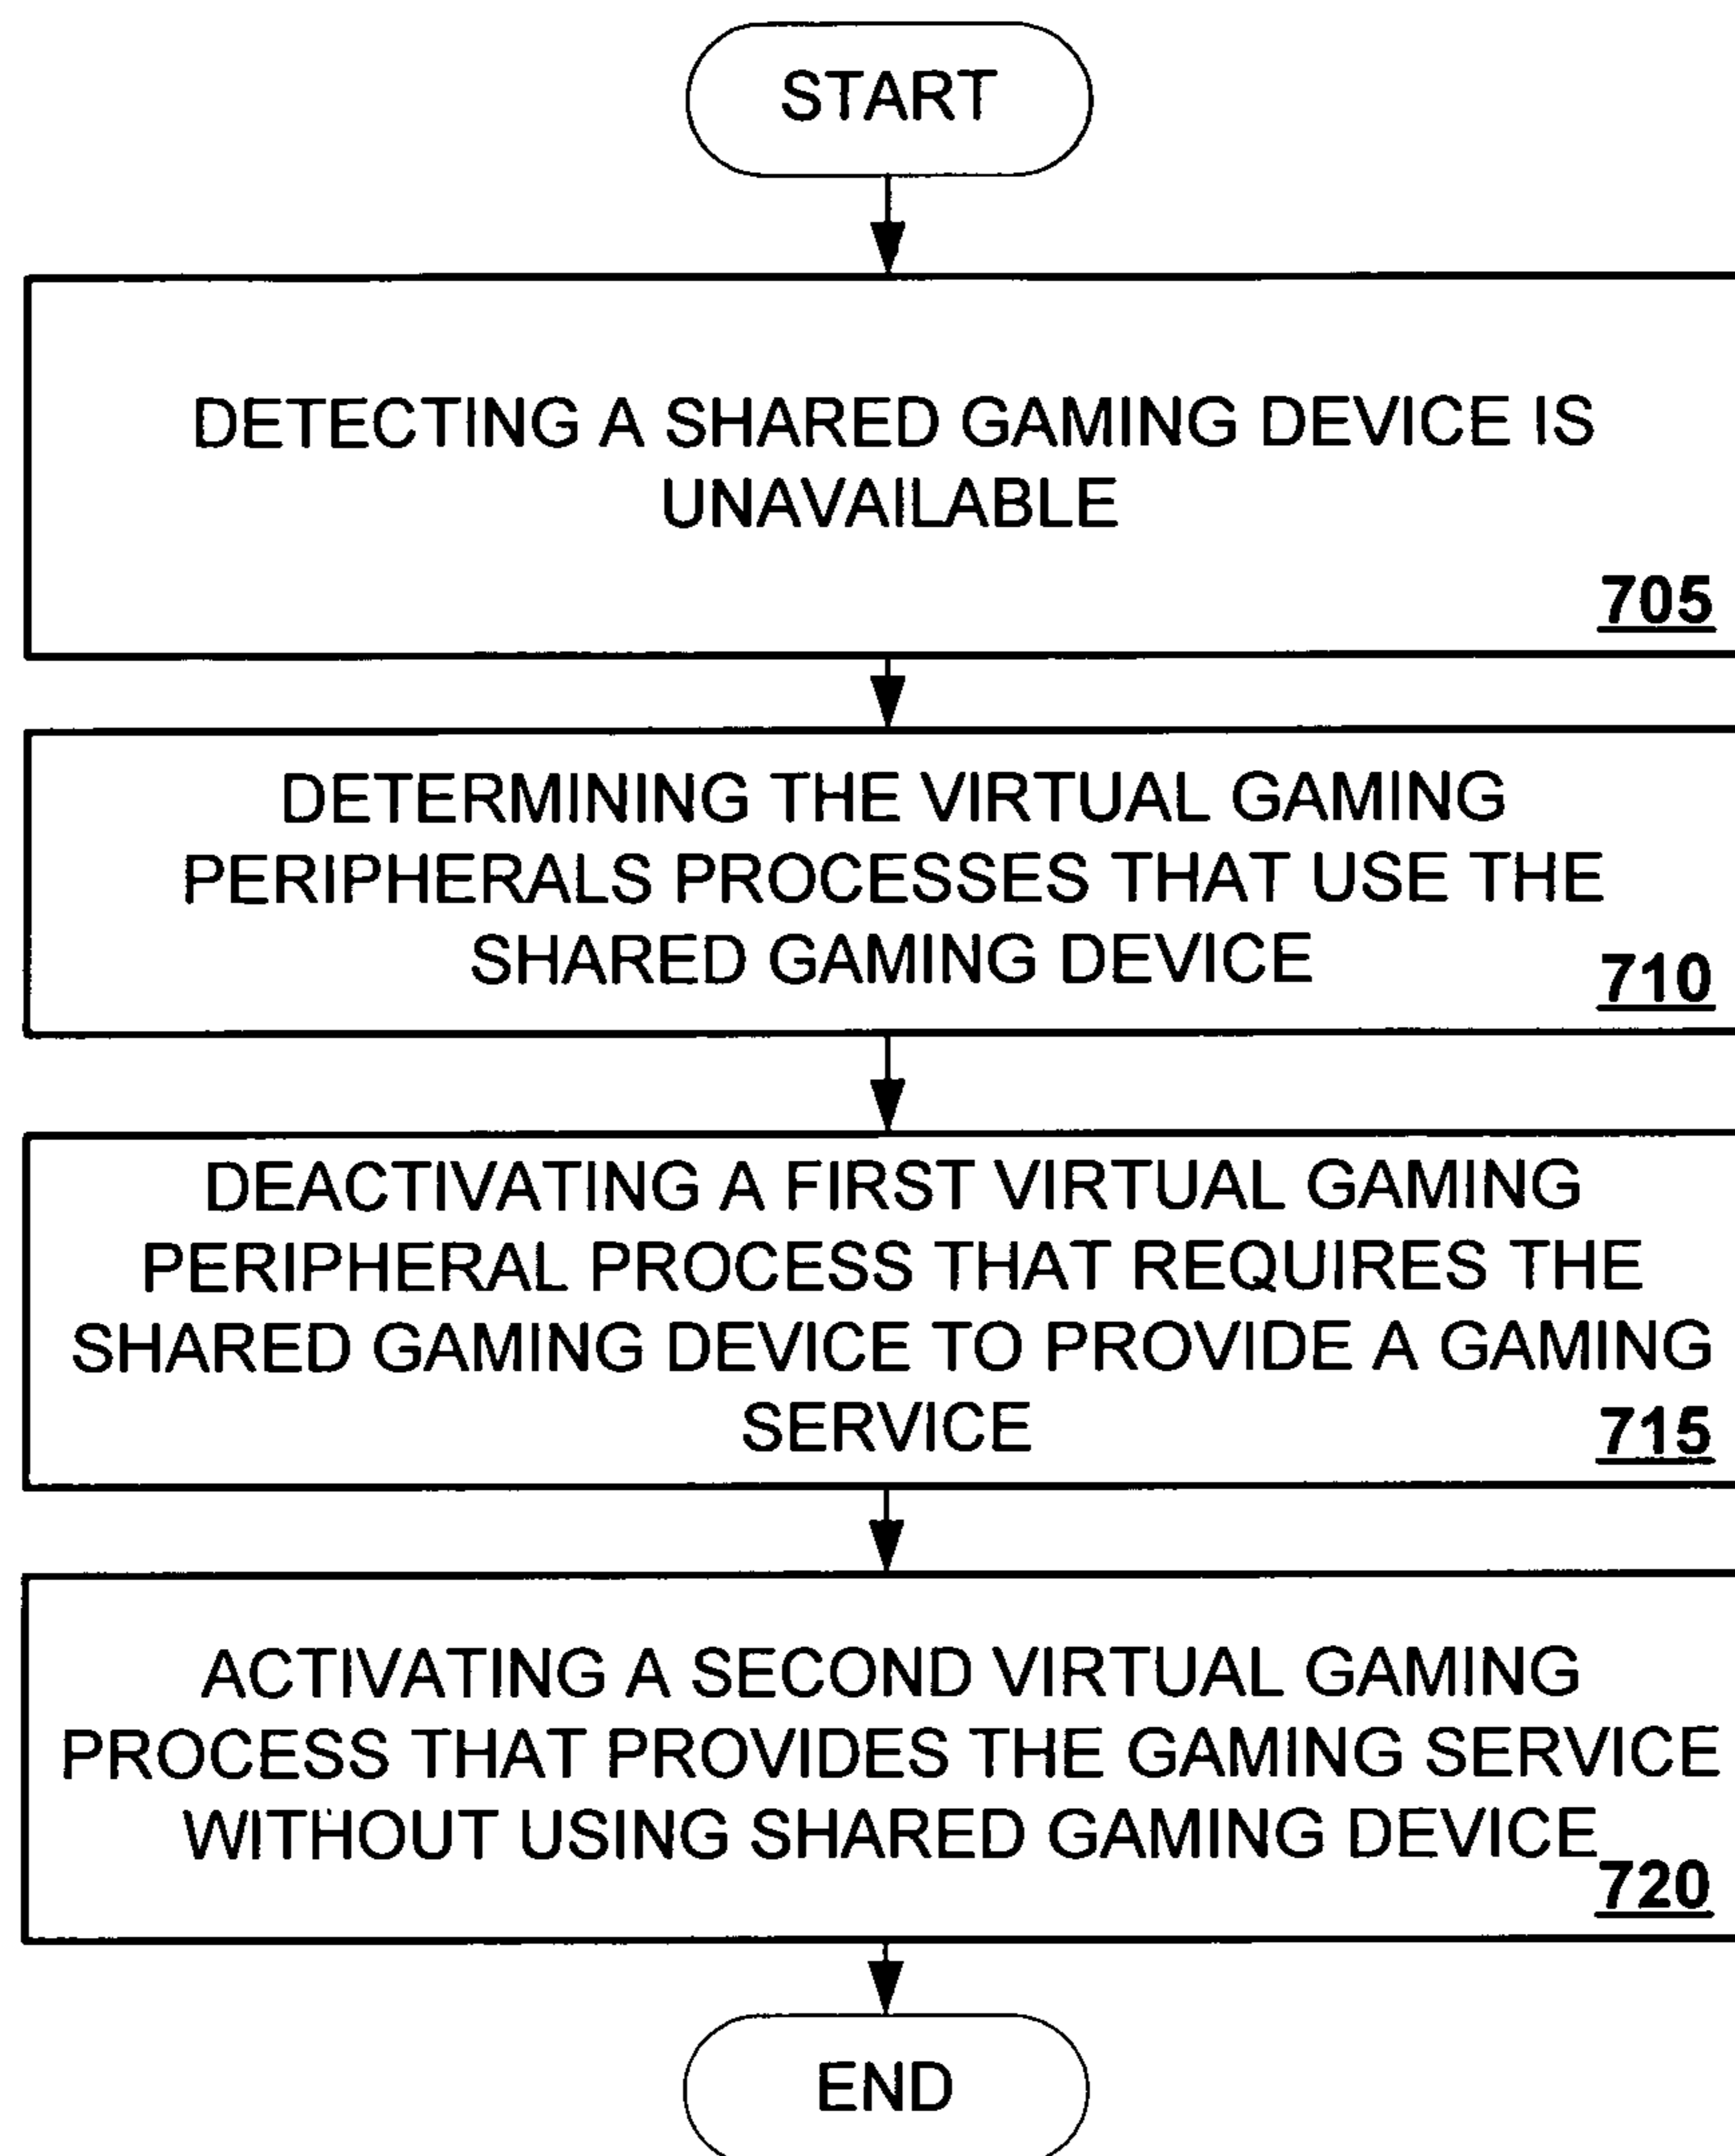 START
DETECTING A SHARED GAMING DEVICE IS
UNAVAILABLE
705
DETERMINING THE VIRTUAL GAMING
PERIPHERALS PROCESSES THAT USE THE
SHARED GAMING DEVICE
710
DEACTIVATING A FIRST VIRTUAL GAMING
PERIPHERAL PROCESS THAT REQUIRES THE
SHARED GAMING DEVICE TO PROVIDE A GAMING
SERVICE
715
ACTIVATING A SECOND VIRTUAL GAMING
PROCESS THAT PROVIDES THE GAMING SERVICE
WITHOUT USING SHARED GAMING DEVICE
720
END